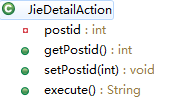 JieDetailAction
postid : int
getPostid() : int
setPostid(int) : void
execute() : String